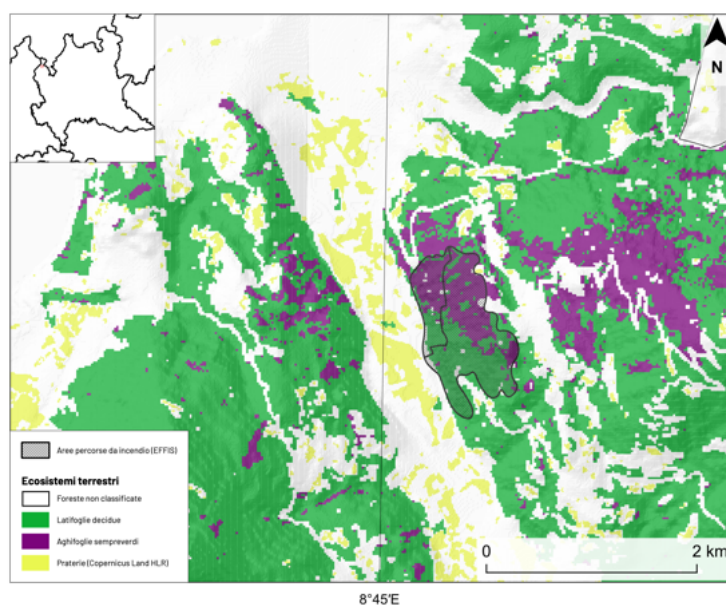 N
Aree percorse da incendio (EFFIS)
Ecosistemi terrestri
Foreste non classificate
Latifoglie decidue
Aghifoglie sempreverdi
Praterie (Copernicus Land HLR)
0 2 km
8°45'E